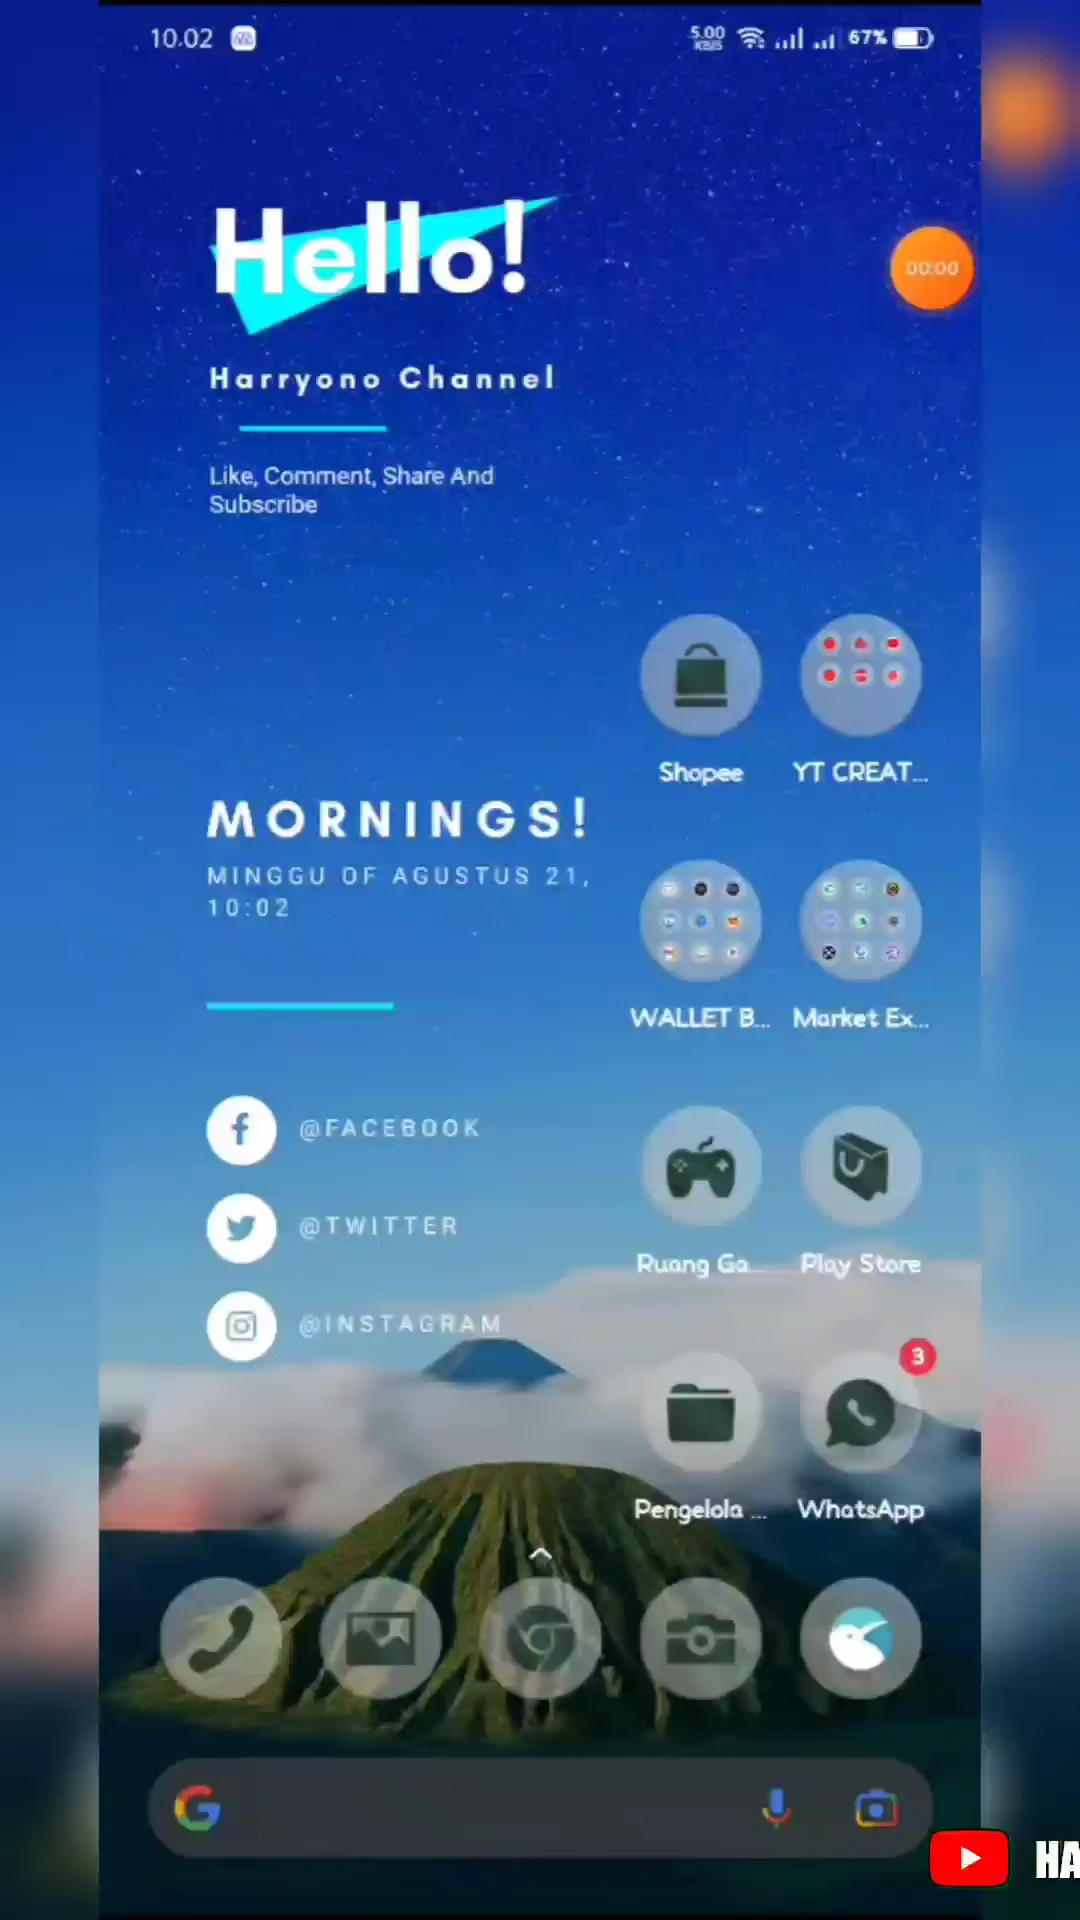 10.02
5.00
KB/S
67%
Hello!
00:00
Harryono Channel
Like, Comment, Share And
Subscribe
Shopee
YT CREAT...
MORNINGS!
MINGGU OF AGUSTUS 21,
10:02
WALLET B...
Market Ex...
@FACEBOOK
@TWITTER
@INSTAGRAM
Ruang Ga...
Play Store
3
Pengelola ...
WhatsApp
HA